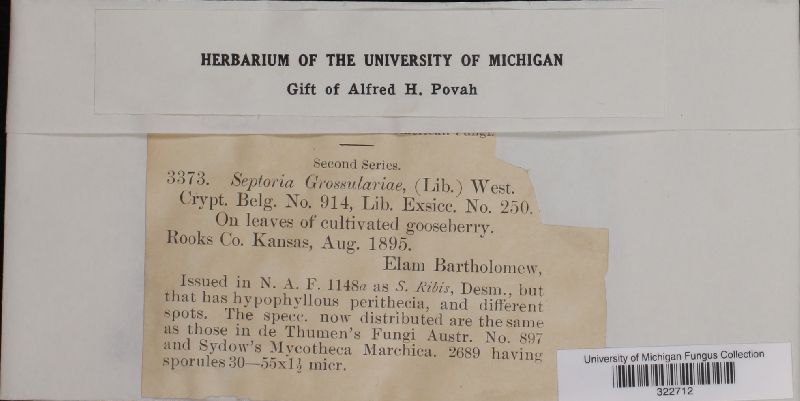 HERBARIUM OF THE UNIVERSITY OF MICHIGAN
Gift of Alfred H. Povah
Fungi.
Second Series.
3373. Septoria Grossulariae, (Lib.) West.
Crypt. Belg. No. 914, Lib. Exsicc. No. 250.
On leaves of cultivated gooseberry.
Rooks Co. Kansas, Aug. 1895.
Elam Bartholomew,
Issued in N. A. F. 1148a as S. Ribis, Desm., but
that has hypophyllous perithecia, and different
spots. The specc. now distributed are the same
as those in de Thumen's Fungi Austr. No. 897
and Sydow's Mycotheca Marchica. 2689 having
sporules 30—55x1½ micr.
University of Michigan Fungus Collection
322712